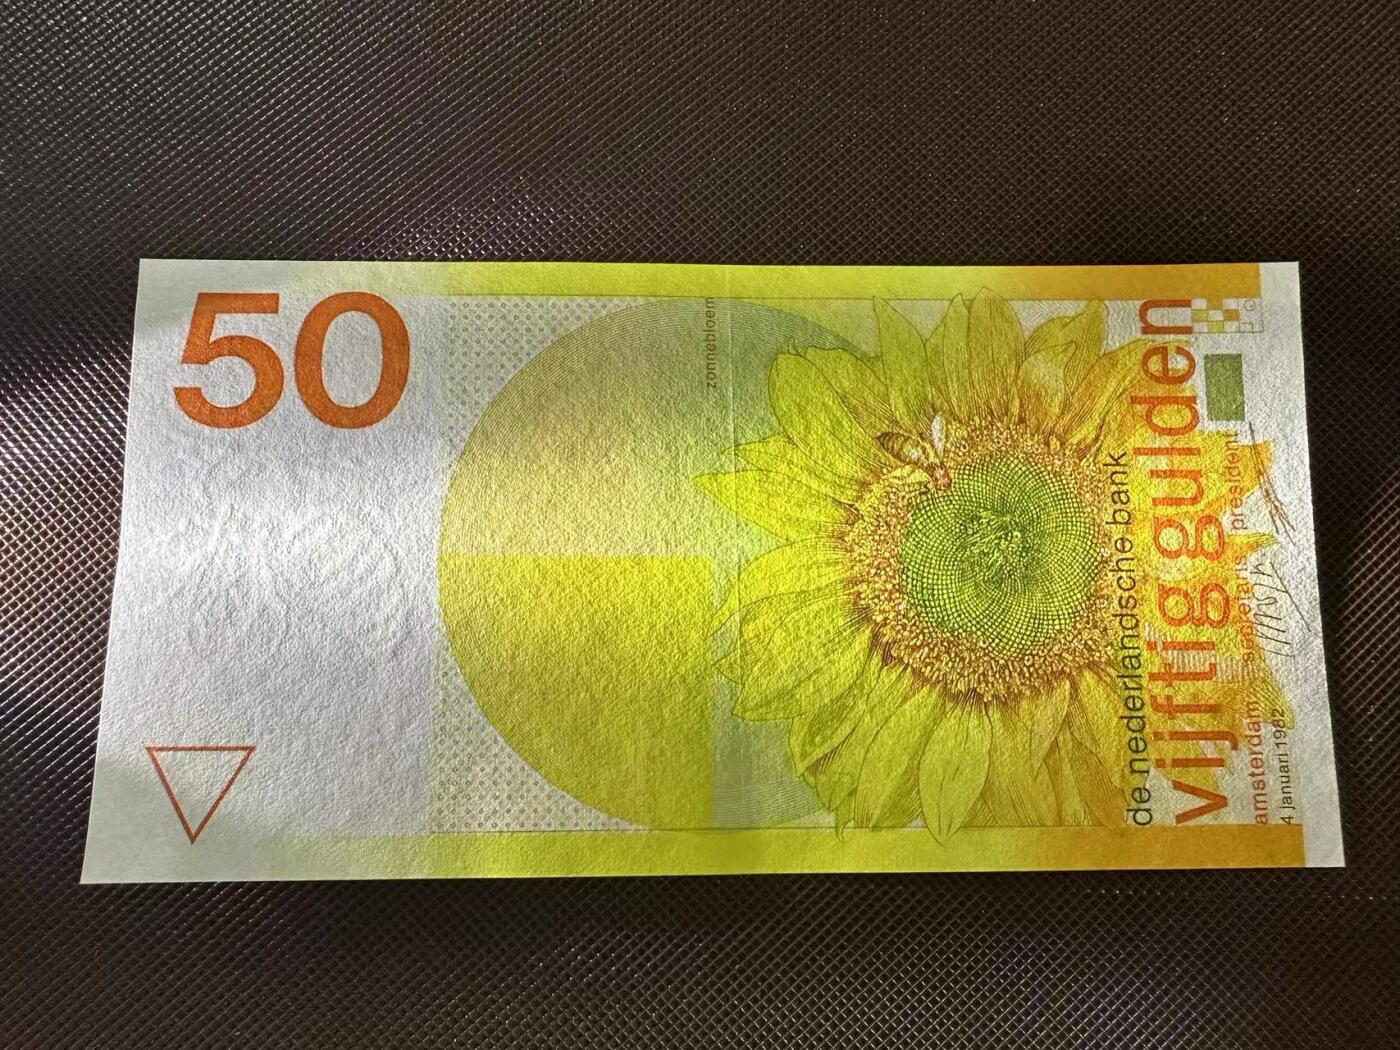 50
zonnebloem
de nederlandsche bank
vijftig gulden
amsterdam secretaris president
4 januari 1982